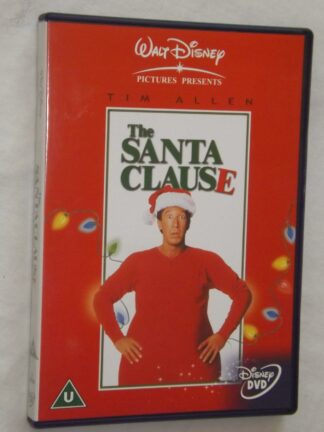 WALT DISNEY
PICTURES PRESENTS
TIM ALLEN
The
SANTA
CLAUSE
U
DISNEY
DVD